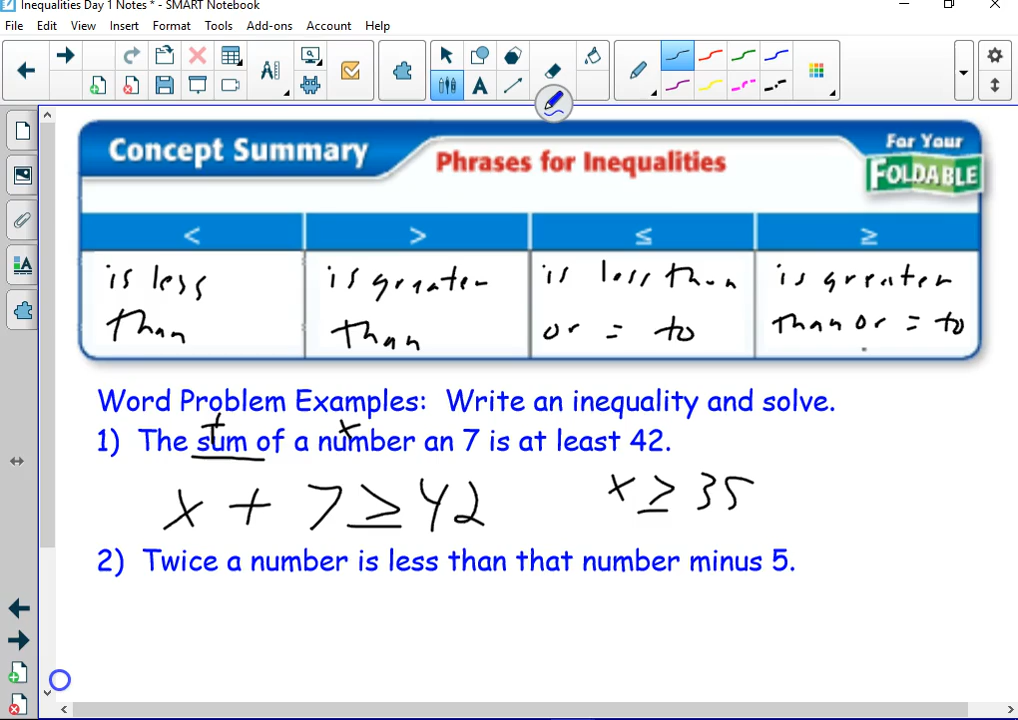 Inequalities Day 1 Notes * - SMART Notebook
File Edit View Insert Format Tools Add-ons Account Help
Concept Summary
Phrases for Inequalities
For Your
FOLDABLE
< > ≤ ≥
is less is greater is less than is greater
than than or = to than or = to
Word Problem Examples: Write an inequality and solve.
+ x
1) The sum of a number an 7 is at least 42.
x + 7 ≥ 42 x ≥ 35
2) Twice a number is less than that number minus 5.